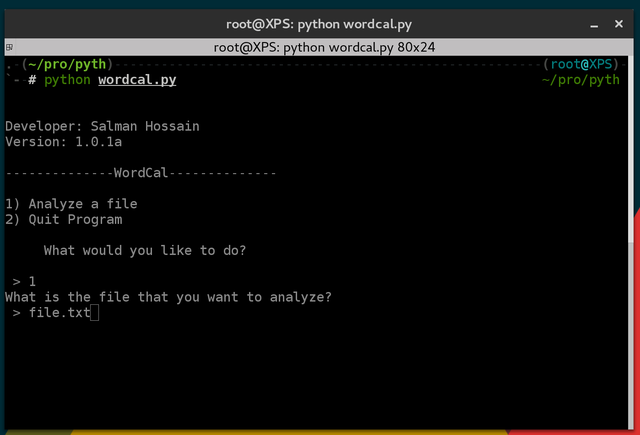 root@XPS: python wordcal.py
root@XPS: python wordcal.py 80x24
. -(~/pro/pyth)---------------------------------------------------(root@XPS)-
`-- # python wordcal.py ~/pro/pyth
Developer: Salman Hossain
Version: 1.0.1a
--------------WordCal--------------
1) Analyze a file
2) Quit Program
What would you like to do?
> 1
What is the file that you want to analyze?
> file.txt